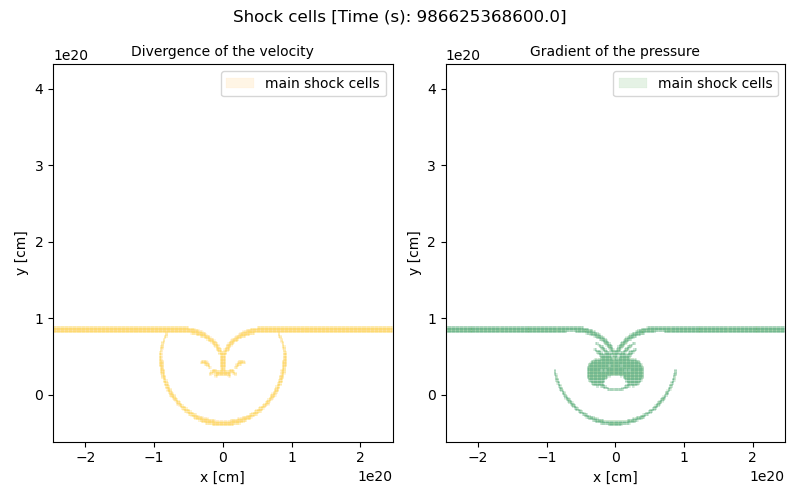 Shock cells [Time (s): 986625368600.0]
Divergence of the velocity
1e20
main shock cells
4
3
2
1
0
y [cm]
−2
−1
0
1
2
x [cm]
1e20
Gradient of the pressure
1e20
main shock cells
4
3
2
1
0
y [cm]
−2
−1
0
1
2
x [cm]
1e20